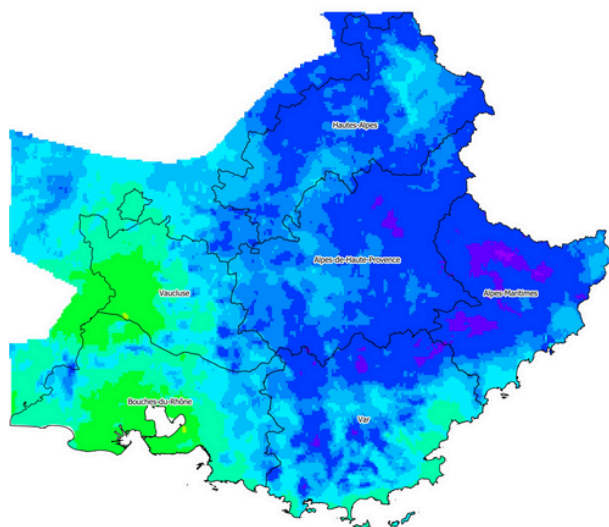 Hautes-Alpes
Alpes-de-Haute-Provence
Vaucluse
Alpes-Maritimes
Bouches-du-Rhône
Var